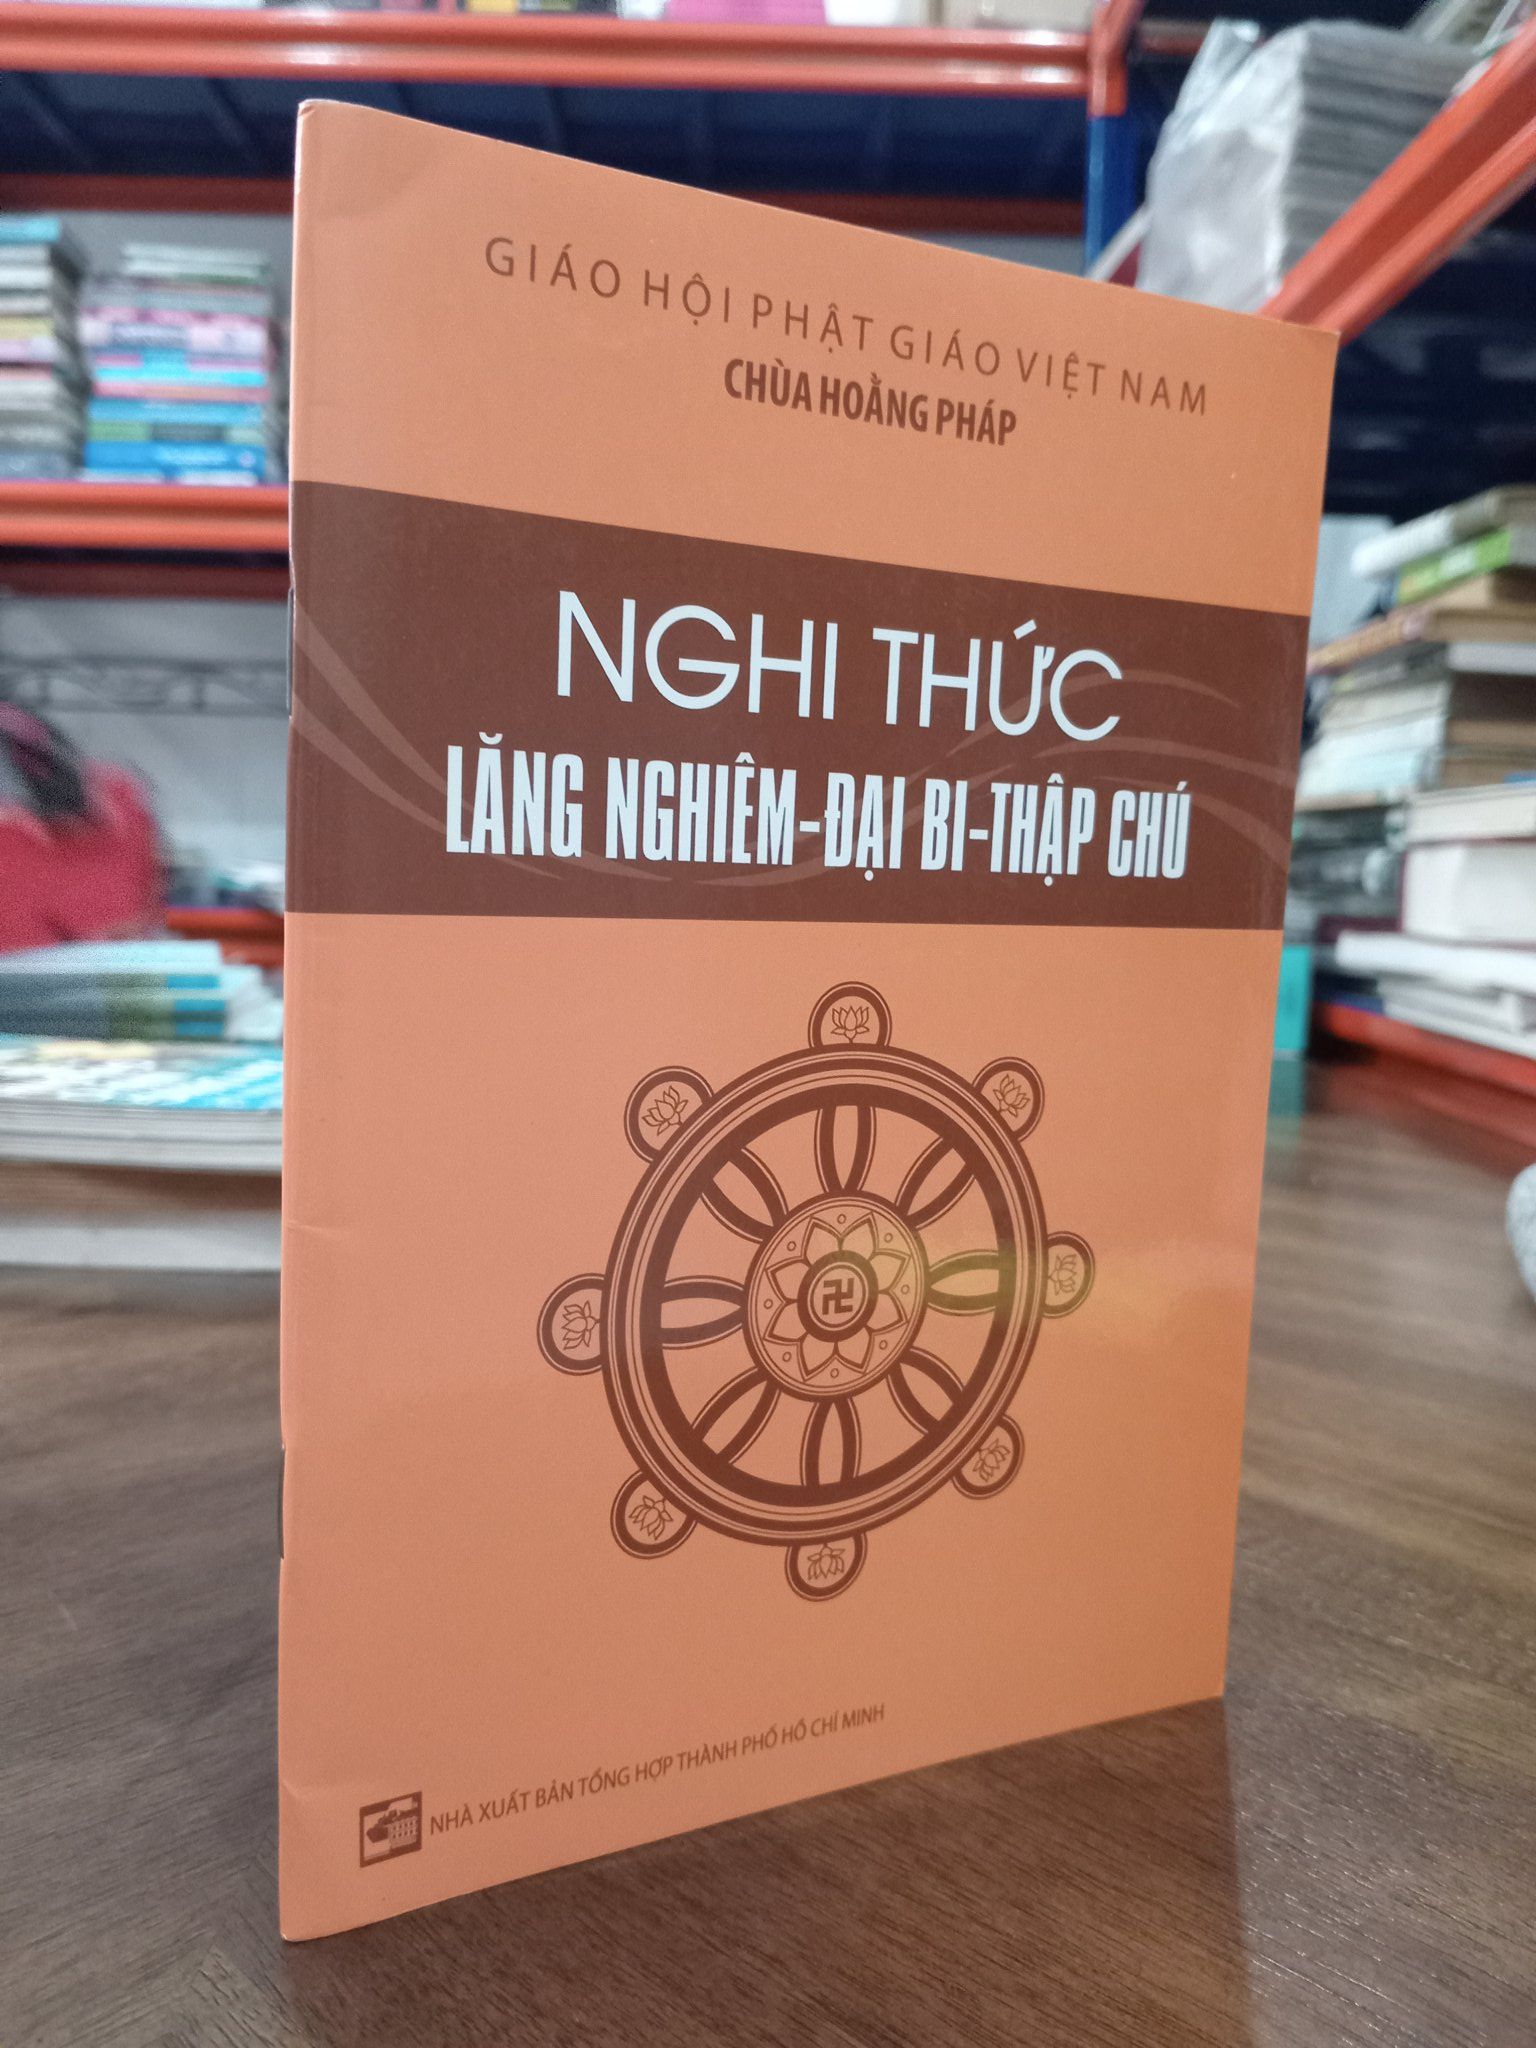 GIÁO HỘI PHẬT GIÁO VIỆT NAM
CHÙA HOẰNG PHÁP
NGHI THỨC
LĂNG NGHIÊM-ĐẠI BI-THẬP CHÚ
卍
NHÀ XUẤT BẢN TỔNG HỢP THÀNH PHỐ HỒ CHÍ MINH